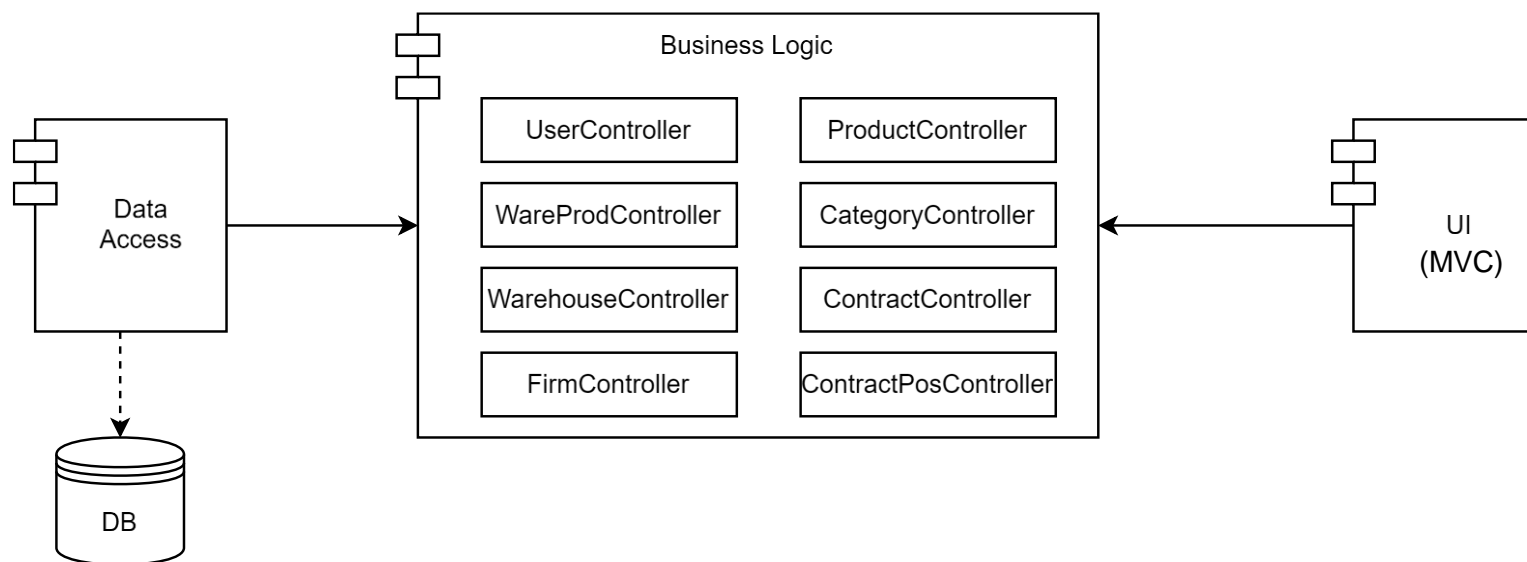 Business Logic
UserController
ProductController
WareProdController
CategoryController
WarehouseController
ContractController
FirmController
ContractPosController
Data
Access
DB
UI
(MVC)